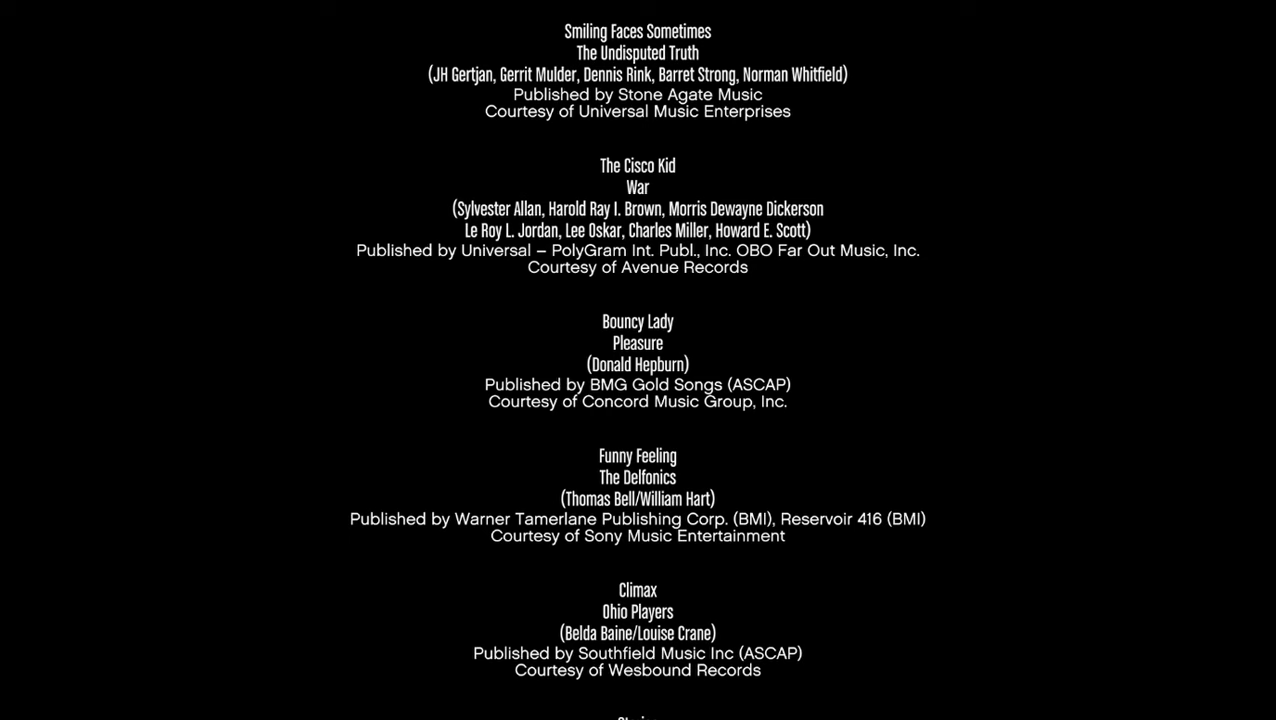 Smiling Faces Sometimes
The Undisputed Truth
(JH Gertjan, Gerrit Mulder, Dennis Rink, Barret Strong, Norman Whitfield)
Published by Stone Agate Music
Courtesy of Universal Music Enterprises
The Cisco Kid
War
(Sylvester Allan, Harold Ray I. Brown, Morris Dewayne Dickerson
Le Roy L. Jordan, Lee Oskar, Charles Miller, Howard E. Scott)
Published by Universal – PolyGram Int. Publ., Inc. OBO Far Out Music, Inc.
Courtesy of Avenue Records
Bouncy Lady
Pleasure
(Donald Hepburn)
Published by BMG Gold Songs (ASCAP)
Courtesy of Concord Music Group, Inc.
Funny Feeling
The Delfonics
(Thomas Bell/William Hart)
Published by Warner Tamerlane Publishing Corp. (BMI), Reservoir 416 (BMI)
Courtesy of Sony Music Entertainment
Climax
Ohio Players
(Belda Baine/Louise Crane)
Published by Southfield Music Inc (ASCAP)
Courtesy of Wesbound Records